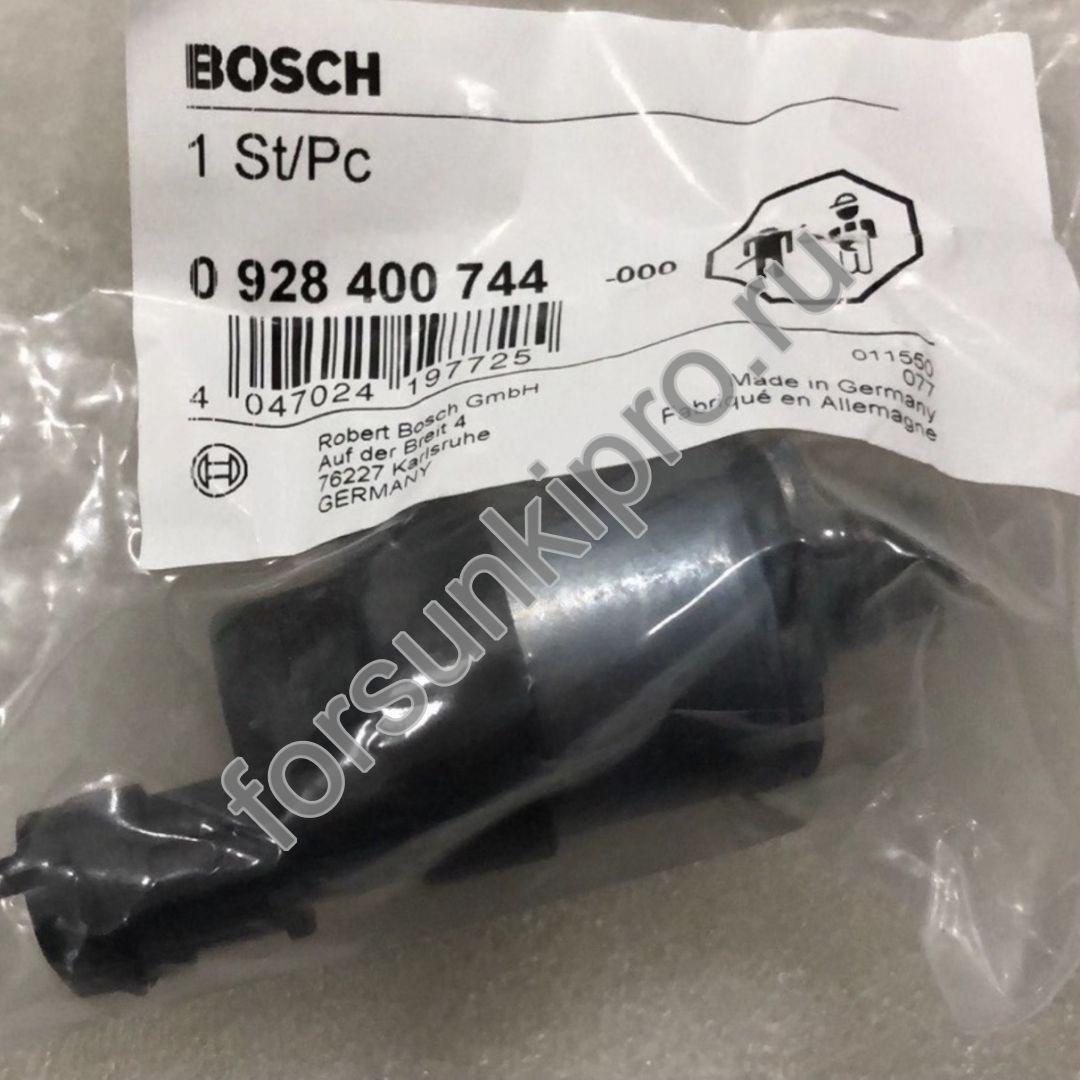 BOSCH
1 St/Pc
0 928 400 744 -000
4 047024 197725
011550
077
Made in Germany
Fabriqué en Allemagne
Robert Bosch GmbH
Auf der Breit 4
76227 Karlsruhe
GERMANY
forsunkipro.ru